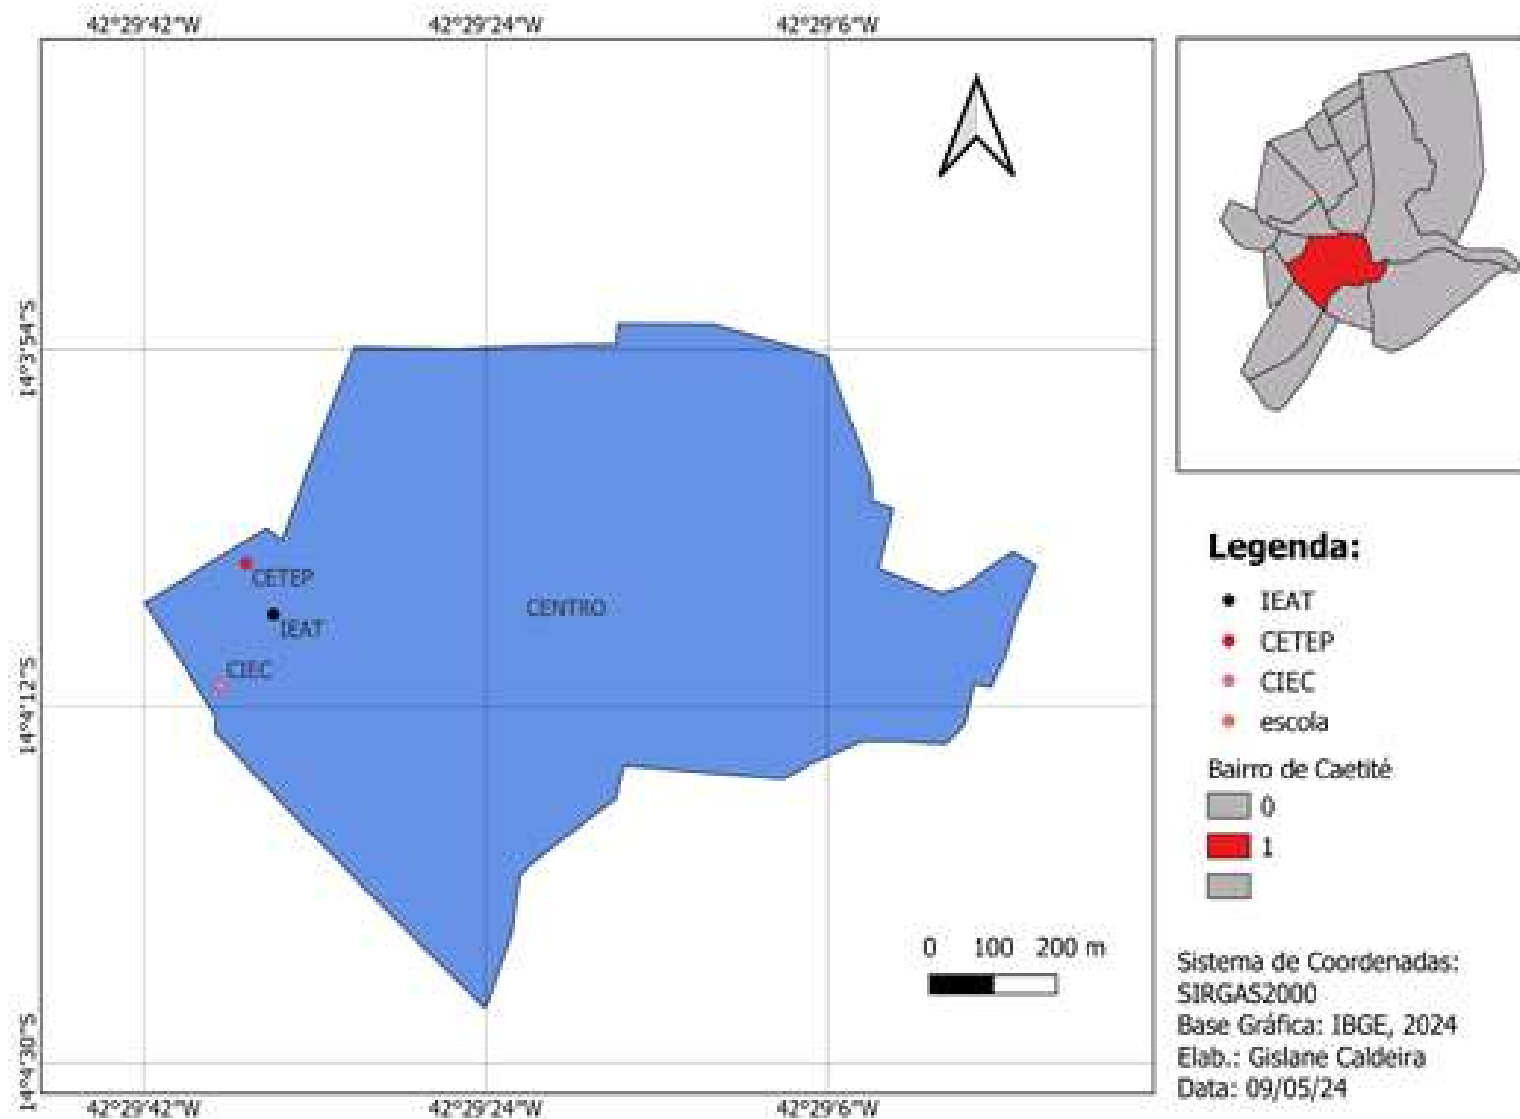 42°29'42"W 42°29'24"W 42°29'6"W
14°3'54"S
14°4'12"S
14°4'30"S
CETEP
IEAT
CIEC
CENTRO
0 100 200 m
42°29'42"W 42°29'24"W 42°29'6"W
Legenda:
IEAT
CETEP
CIEC
escola
Bairro de Caetité
0
1
Sistema de Coordenadas:
SIRGAS2000
Base Gráfica: IBGE, 2024
Elab.: Gislane Caldeira
Data: 09/05/24